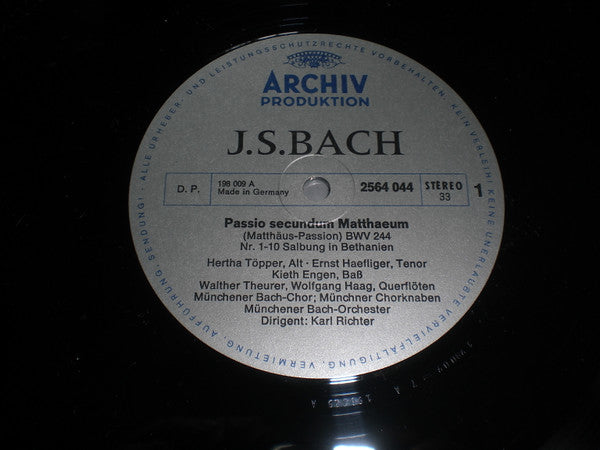 ALLE URHEBER- UND LEISTUNGSSCHUTZRECHTE VORBEHALTEN · KEIN VERLEIH! KEINE UNERLAUBTE VERVIELFÄLTIGUNG, VERMIETUNG, AUFFÜHRUNG, SENDUNG!
ARCHIV
PRODUKTION
J.S.BACH
D. P.
198 009 A
Made in Germany
2564 044
STEREO
33
1
Passio secundum Matthaeum
(Matthäus-Passion) BWV 244
Nr. 1-10 Salbung in Bethanien
Hertha Töpper, Alt · Ernst Haefliger, Tenor
Kieth Engen, Baß
Walther Theurer, Wolfgang Haag, Querflöten
Münchener Bach-Chor; Münchner Chorknaben
Münchener Bach-Orchester
Dirigent: Karl Richter